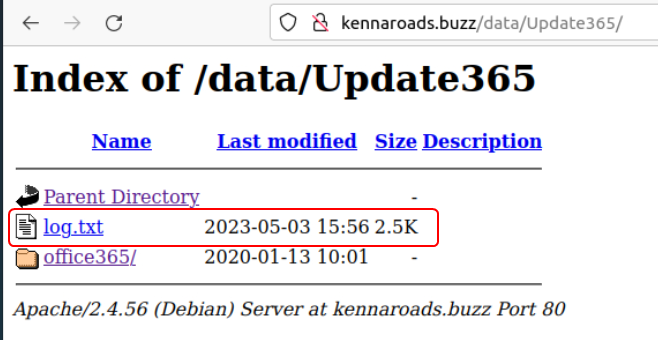 kennaroads.buzz/data/Update365/
Index of /data/Update365
Name Last modified Size Description
Parent Directory -
log.txt 2023-05-03 15:56 2.5K
office365/ 2020-01-13 10:01 -
Apache/2.4.56 (Debian) Server at kennaroads.buzz Port 80